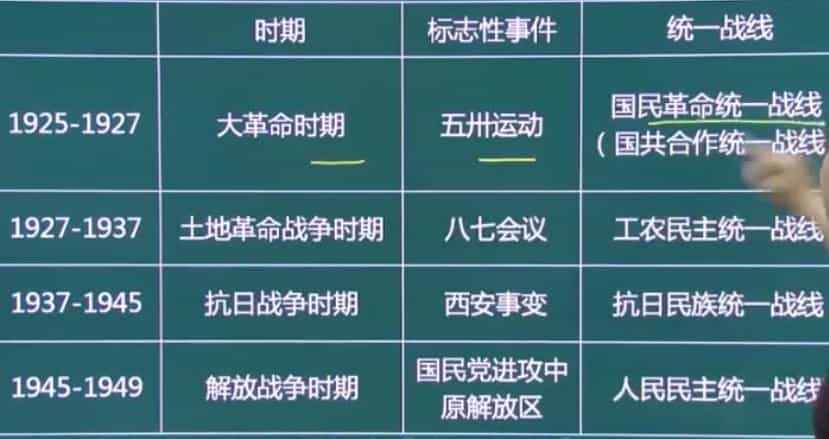 时期 标志性事件 统一战线
1925-1927 大革命时期 五卅运动 国民革命统一战线
（国共合作统一战线
1927-1937 土地革命战争时期 八七会议 工农民主统一战线
1937-1945 抗日战争时期 西安事变 抗日民族统一战线
1945-1949 解放战争时期 国民党进攻中
原解放区 人民民主统一战线